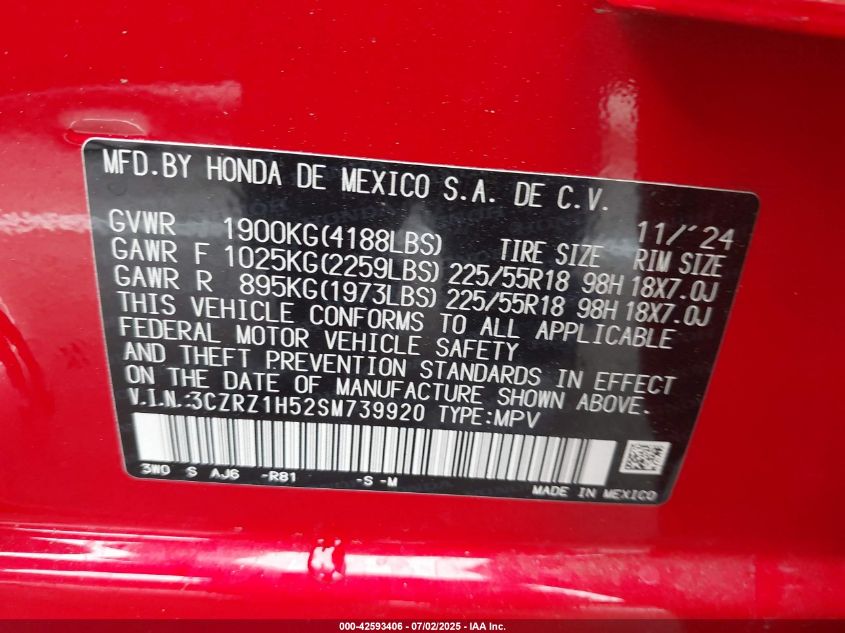 MFD.BY HONDA DE MEXICO S.A. DE C.V.
11/'24
GVWR 1900KG(4188LBS) TIRE SIZE RIM SIZE
GAWR F 1025KG(2259LBS) 225/55R18 98H 18X7.0J
GAWR R 895KG(1973LBS) 225/55R18 98H 18X7.0J
THIS VEHICLE CONFORMS TO ALL APPLICABLE
FEDERAL MOTOR VEHICLE SAFETY
AND THEFT PREVENTION STANDARDS IN EFFECT
ON THE DATE OF MANUFACTURE SHOWN ABOVE.
V.I.N.:3CZRZ1H52SM739920 TYPE:MPV
3W0 S AJ6 -R81 -S -M
MADE IN MEXICO
000-42593406 - 07/02/2025 - IAA Inc.